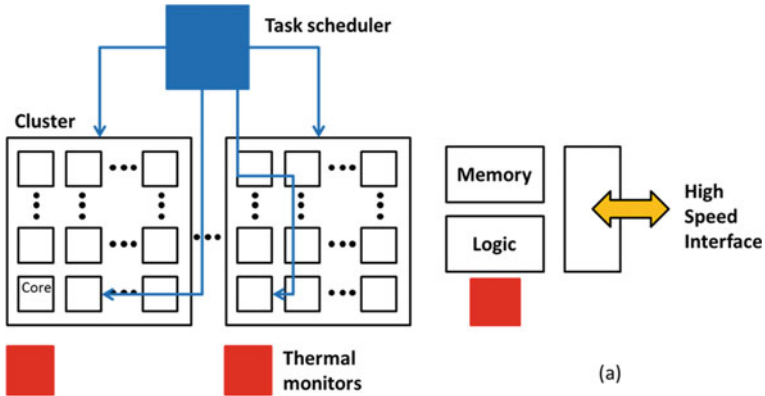 Task scheduler
Cluster
Core
Memory
Logic
High
Speed
Interface
Thermal
monitors
(a)